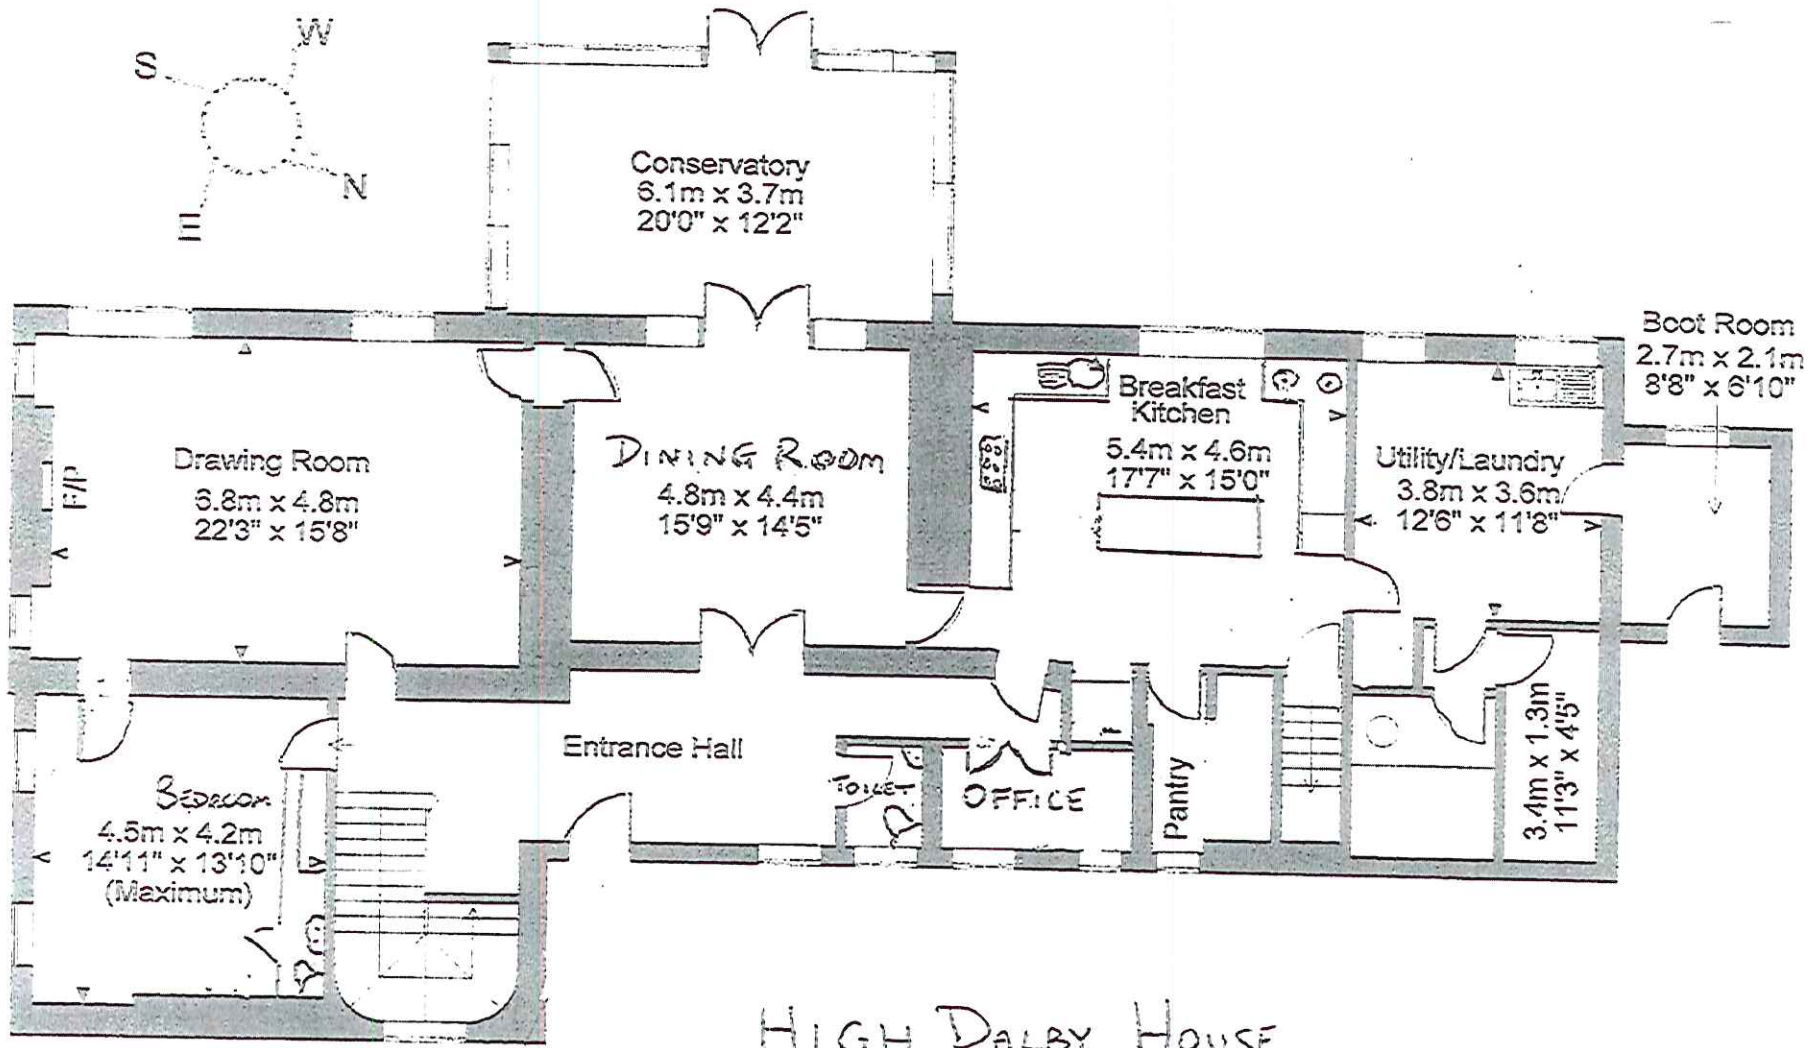 W
S
N
E
Conservatory
6.1m x 3.7m
20'0" x 12'2"
Boot Room
2.7m x 2.1m
8'8" x 6'10"
Drawing Room
6.8m x 4.8m
22'3" x 15'8"
F/P
DINING ROOM
4.8m x 4.4m
15'9" x 14'5"
Breakfast
Kitchen
5.4m x 4.6m
17'7" x 15'0"
Utility/Laundry
3.8m x 3.6m
12'6" x 11'8"
Entrance Hall
BEDROOM
4.5m x 4.2m
14'11" x 13'10"
(Maximum)
TOILET
OFFICE
Pantry
3.4m x 1.3m
11'3" x 4'5"
HIGH DALBY HOUSE